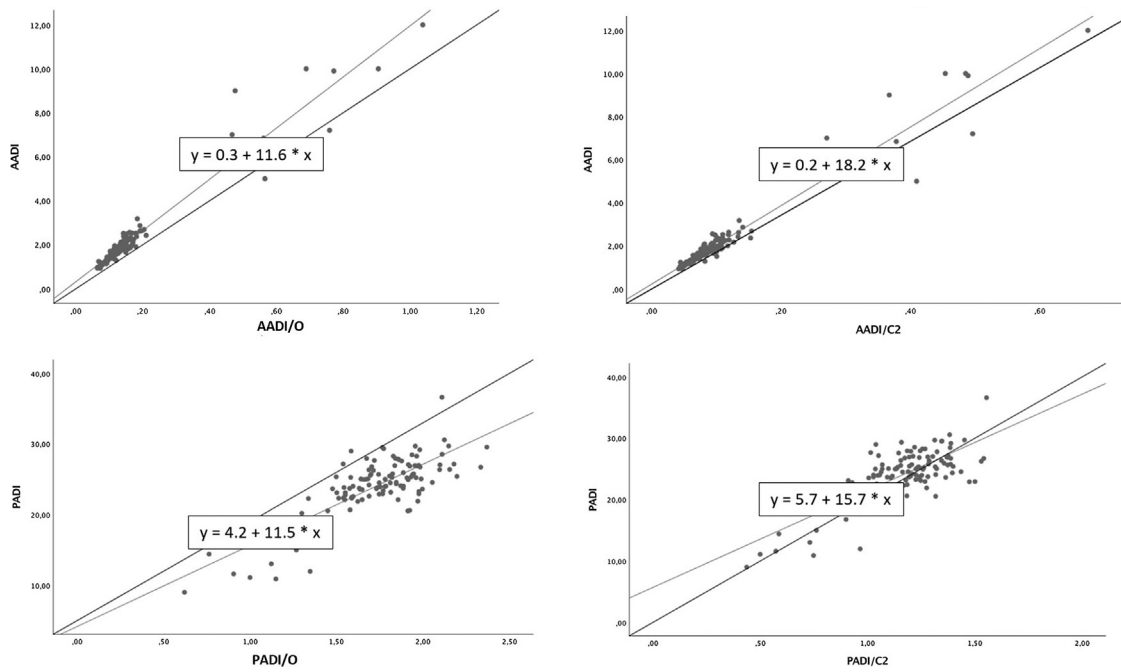 12,00
10,00
8,00
6,00
4,00
2,00
,00
AADI
y = 0.3 + 11.6 * x
,00 ,20 ,40 ,60 ,80 1,00 1,20
AADI/O
12,00
10,00
8,00
6,00
4,00
2,00
,00
AADI
y = 0.2 + 18.2 * x
,00 ,20 ,40 ,60
AADI/C2
40,00
30,00
20,00
10,00
PADI
y = 4.2 + 11.5 * x
,00 ,50 1,00 1,50 2,00 2,50
PADI/O
40,00
30,00
20,00
10,00
,00
PADI
y = 5.7 + 15.7 * x
,00 ,50 1,00 1,50 2,00
PADI/C2